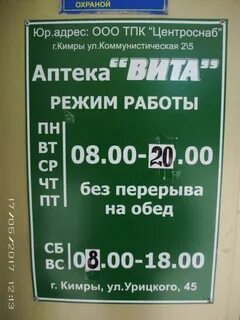 ОХРАНОЙ
Юр.адрес: ООО ТПК "Центроснаб"
г.Кимры ул.Коммунистическая 2\5
Аптека "ВИТА"
РЕЖИМ РАБОТЫ
ПН
ВТ
СР
ЧТ
ПТ
08.00-20.00
без перерыва
на обед
СБ
ВС
08.00-18.00
г.Кимры, ул.Урицкого, 45
17/05/2017 12:13